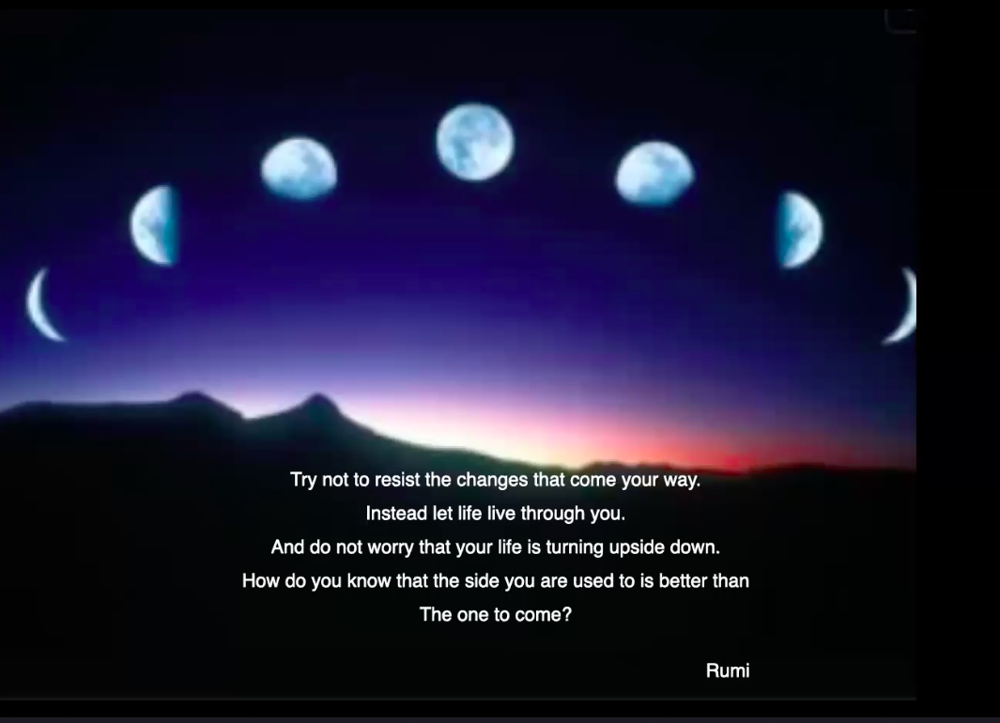 Try not to resist the changes that come your way.
Instead let life live through you.
And do not worry that your life is turning upside down.
How do you know that the side you are used to is better than
The one to come?
Rumi